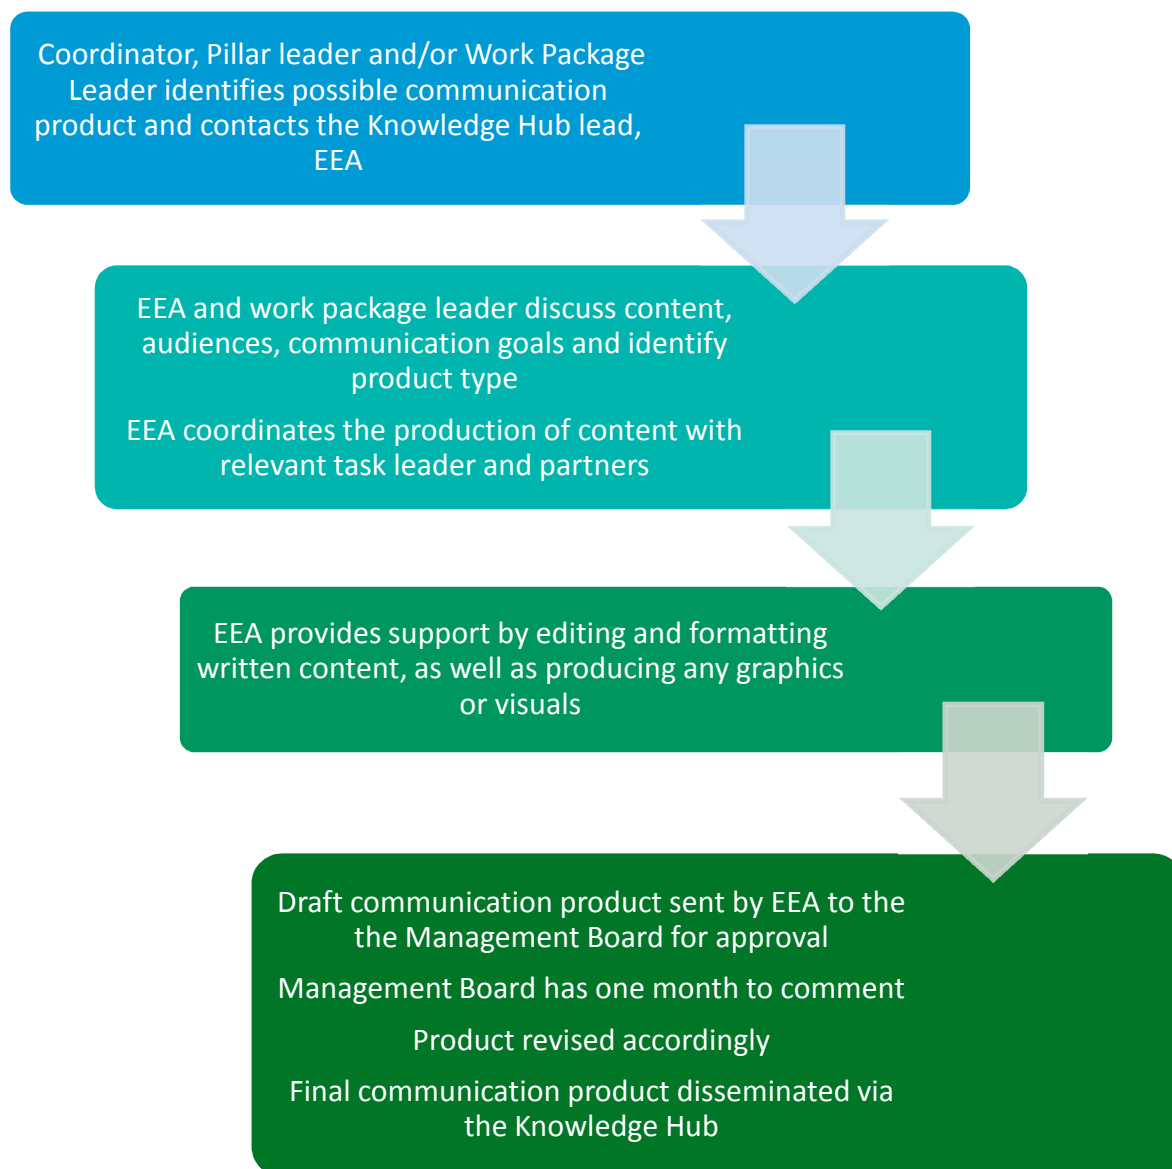 Coordinator, Pillar leader and/or Work Package
Leader identifies possible communication
product and contacts the Knowledge Hub lead,
EEA
EEA and work package leader discuss content,
audiences, communication goals and identify
product type
EEA coordinates the production of content with
relevant task leader and partners
EEA provides support by editing and formatting
written content, as well as producing any graphics
or visuals
Draft communication product sent by EEA to the
the Management Board for approval
Management Board has one month to comment
Product revised accordingly
Final communication product disseminated via
the Knowledge Hub